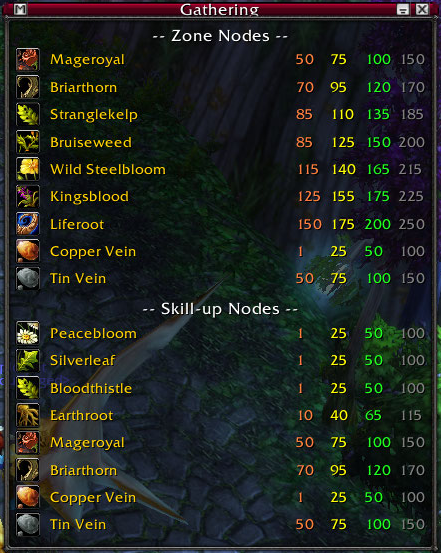 M Gathering
-- Zone Nodes --
Mageroyal 50 75 100 150
Briarthorn 70 95 120 170
Stranglekelp 85 110 135 185
Bruiseweed 85 125 150 200
Wild Steelbloom 115 140 165 215
Kingsblood 125 155 175 225
Liferoot 150 175 200 250
Copper Vein 1 25 50 100
Tin Vein 50 75 100 150
-- Skill-up Nodes --
Peacebloom 1 25 50 100
Silverleaf 1 25 50 100
Bloodthistle 1 25 50 100
Earthroot 10 40 65 115
Mageroyal 50 75 100 150
Briarthorn 70 95 120 170
Copper Vein 1 25 50 100
Tin Vein 50 75 100 150